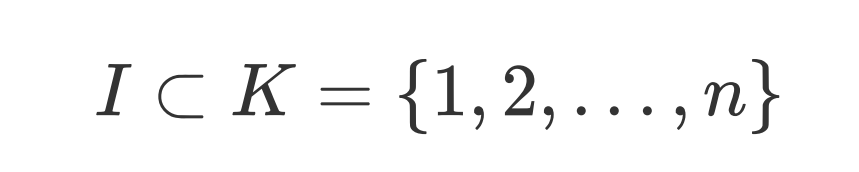 I ⊂ K = {1, 2, . . . , n}